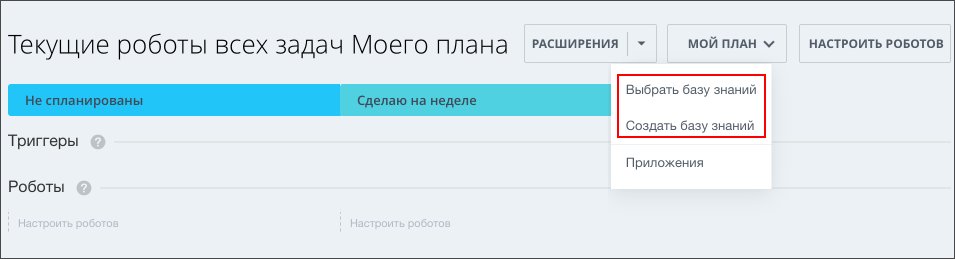 Текущие роботы всех задач Моего плана
РАСШИРЕНИЯ
МОЙ ПЛАН
НАСТРОИТЬ РОБОТОВ
Выбрать базу знаний
Создать базу знаний
Приложения
Не спланированы
Сделаю на неделе
Триггеры ?
Роботы ?
Настроить роботов
Настроить роботов